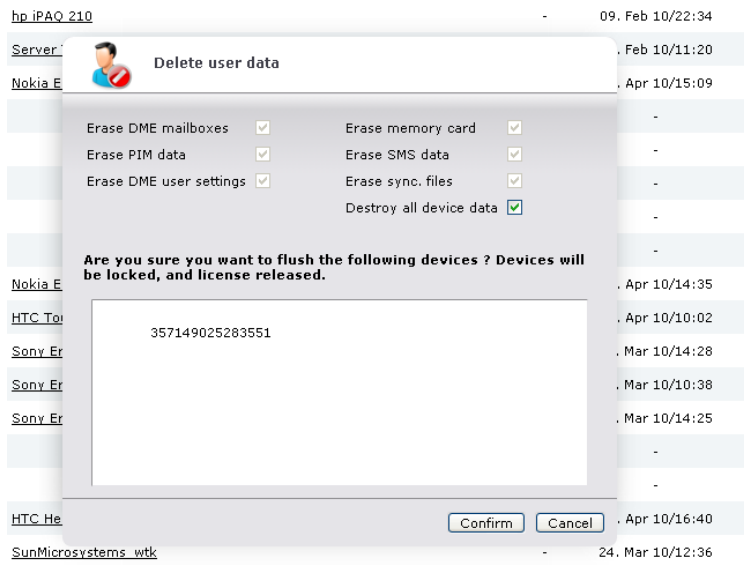 hp iPAQ 210 - 09. Feb 10/22:34
Server . Feb 10/11:20
Delete user data
Nokia E . Apr 10/15:09
-
Erase DME mailboxes Erase memory card
Erase PIM data Erase SMS data -
Erase DME user settings Erase sync. files -
Destroy all device data -
-
Are you sure you want to flush the following devices ? Devices will
be locked, and license released.
Nokia E . Apr 10/14:35
HTC To . Apr 10/10:02
357149025283551
Sony Er . Mar 10/14:28
Sony Er . Mar 10/10:38
Sony Er . Mar 10/14:25
-
-
HTC He . Apr 10/16:40
Confirm Cancel
SunMicrosystems_wtk - 24. Mar 10/12:36